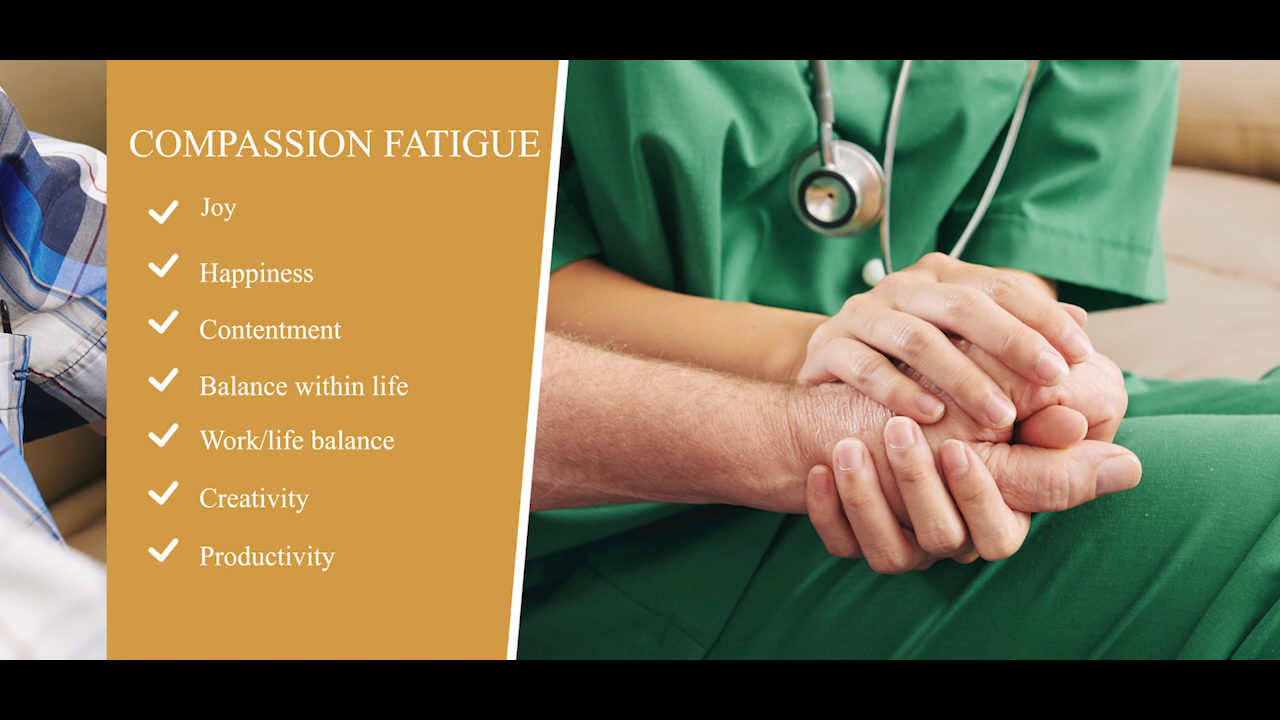 COMPASSION FATIGUE
Joy
Happiness
Contentment
Balance within life
Work/life balance
Creativity
Productivity